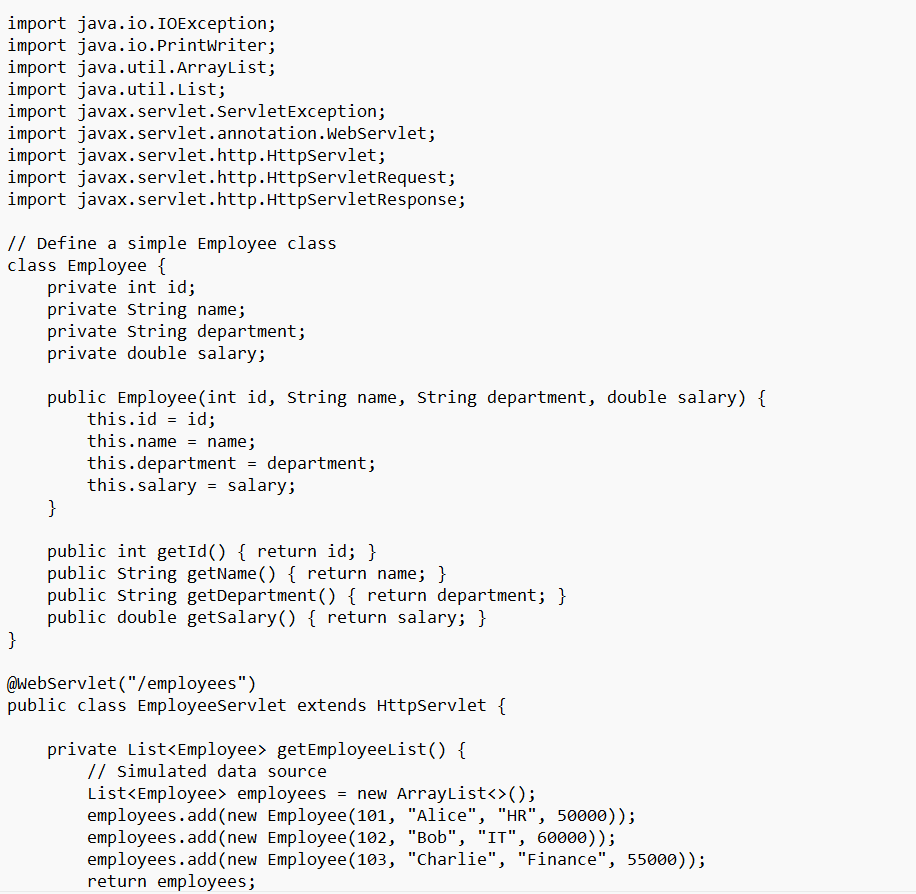 import java.io.IOException;
import java.io.PrintWriter;
import java.util.ArrayList;
import java.util.List;
import javax.servlet.ServletException;
import javax.servlet.annotation.WebServlet;
import javax.servlet.http.HttpServlet;
import javax.servlet.http.HttpServletRequest;
import javax.servlet.http.HttpServletResponse;

// Define a simple Employee class
class Employee {
    private int id;
    private String name;
    private String department;
    private double salary;

    public Employee(int id, String name, String department, double salary) {
        this.id = id;
        this.name = name;
        this.department = department;
        this.salary = salary;
    }

    public int getId() { return id; }
    public String getName() { return name; }
    public String getDepartment() { return department; }
    public double getSalary() { return salary; }
}

@WebServlet("/employees")
public class EmployeeServlet extends HttpServlet {

    private List<Employee> getEmployeeList() {
        // Simulated data source
        List<Employee> employees = new ArrayList<>();
        employees.add(new Employee(101, "Alice", "HR", 50000));
        employees.add(new Employee(102, "Bob", "IT", 60000));
        employees.add(new Employee(103, "Charlie", "Finance", 55000));
        return employees;